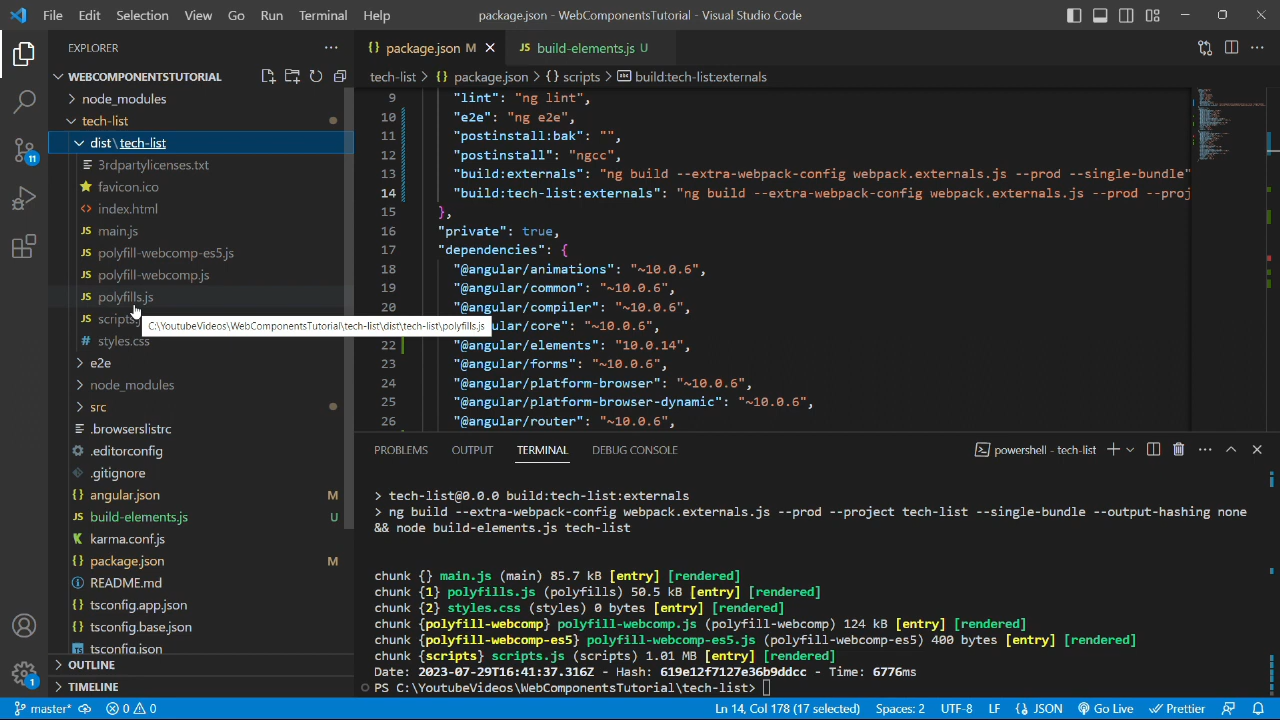 File Edit Selection View Go Run Terminal Help package.json - WebComponentsTutorial - Visual Studio Code
EXPLORER
WEBCOMPONENTSTUTORIAL
node_modules
tech-list
dist\tech-list
3rdpartylicenses.txt
favicon.ico
index.html
main.js
polyfill-webcomp-es5.js
polyfill-webcomp.js
polyfills.js
scripts.j
C:\YoutubeVideos\WebComponentsTutorial\tech-list\dist\tech-list\polyfills.js
styles.css
e2e
node_modules
src
.browserslistrc
.editorconfig
.gitignore
angular.json M
build-elements.js U
karma.conf.js
package.json M
README.md
tsconfig.app.json
tsconfig.base.json
tsconfig.json
OUTLINE
TIMELINE
11
1
package.json M
JS build-elements.js U
tech-list > {} package.json > {} scripts > build:tech-list:externals
9 "lint": "ng lint",
10 "e2e": "ng e2e",
11 "postinstall:bak": "",
12 "postinstall": "ngcc",
13 "build:externals": "ng build --extra-webpack-config webpack.externals.js --prod --single-bundle"
14 "build:tech-list:externals": "ng build --extra-webpack-config webpack.externals.js --prod --proj
15 },
16 "private": true,
17 "dependencies": {
18 "@angular/animations": "~10.0.6",
19 "@angular/common": "~10.0.6",
20 "@angular/compiler": "~10.0.6",
ular/core": "~10.0.6",
22 "@angular/elements": "10.0.14",
23 "@angular/forms": "~10.0.6",
24 "@angular/platform-browser": "~10.0.6",
25 "@angular/platform-browser-dynamic": "~10.0.6",
26 "@angular/router": "~10.0.6",
PROBLEMS OUTPUT TERMINAL DEBUG CONSOLE powershell - tech-list
> tech-list@0.0.0 build:tech-list:externals
> ng build --extra-webpack-config webpack.externals.js --prod --project tech-list --single-bundle --output-hashing none
&& node build-elements.js tech-list
chunk {} main.js (main) 85.7 kB [entry] [rendered]
chunk {1} polyfills.js (polyfills) 50.5 kB [entry] [rendered]
chunk {2} styles.css (styles) 0 bytes [entry] [rendered]
chunk {polyfill-webcomp} polyfill-webcomp.js (polyfill-webcomp) 124 kB [entry] [rendered]
chunk {polyfill-webcomp-es5} polyfill-webcomp-es5.js (polyfill-webcomp-es5) 400 bytes [entry] [rendered]
chunk {scripts} scripts.js (scripts) 1.01 MB [entry] [rendered]
Date: 2023-07-29T16:41:37.316Z - Hash: 619e12f7127e36b9ddcc - Time: 6776ms
PS C:\YoutubeVideos\WebComponentsTutorial\tech-list>
master* 0 0 Ln 14, Col 178 (17 selected) Spaces: 2 UTF-8 LF {} JSON Go Live Prettier